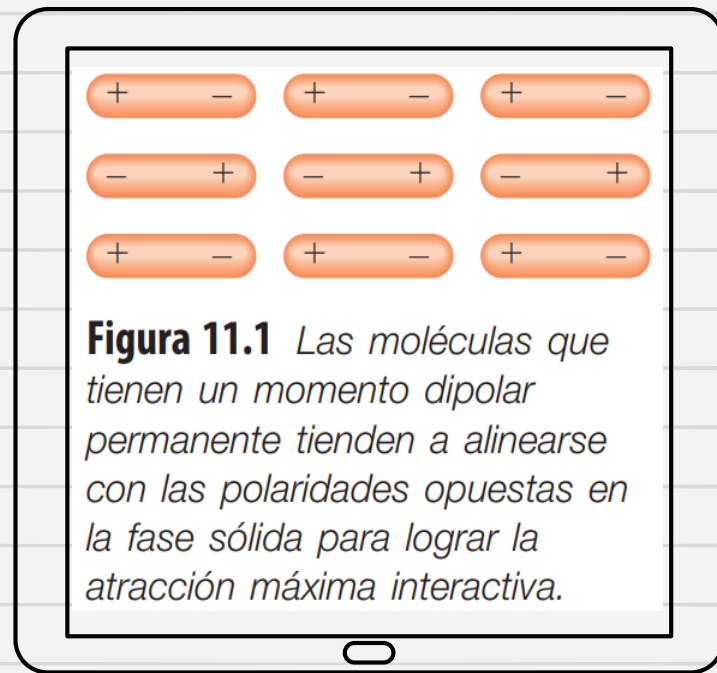 + − + − + −
− + − + − +
+ − + − + −
Figura 11.1 Las moléculas que
tienen un momento dipolar
permanente tienden a alinearse
con las polaridades opuestas en
la fase sólida para lograr la
atracción máxima interactiva.